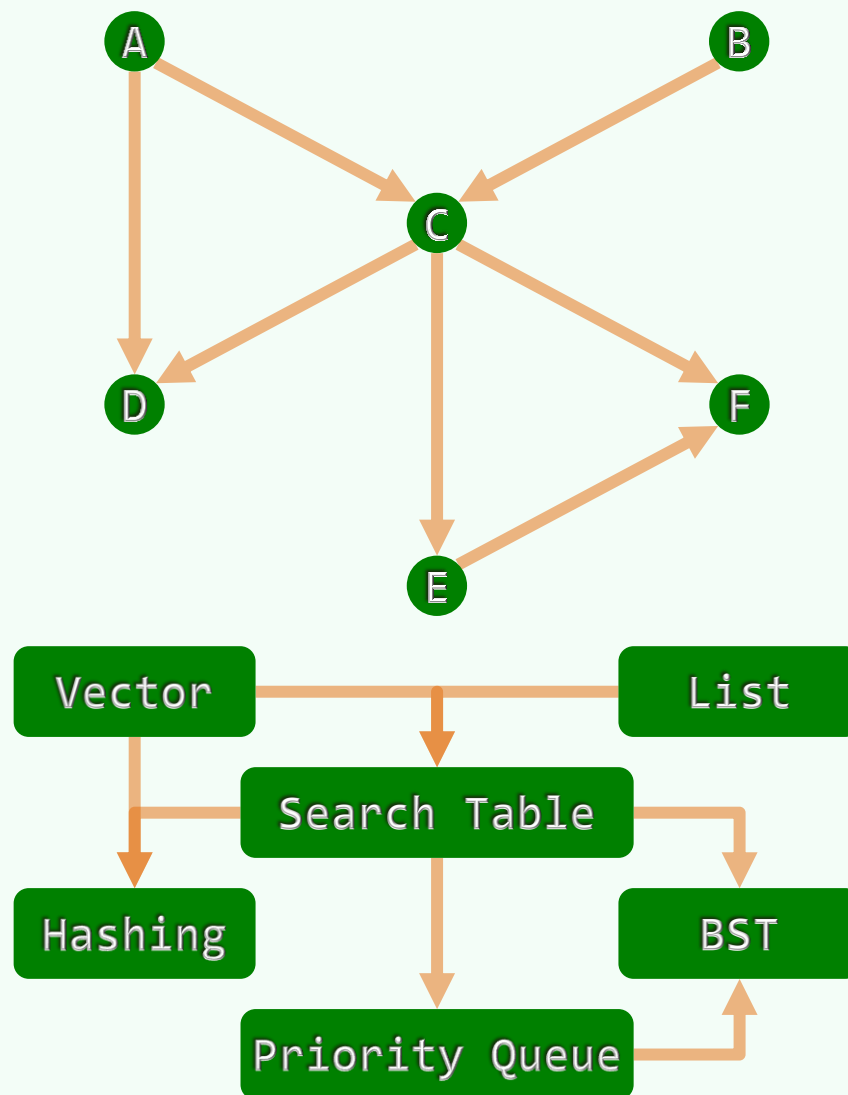 A B
C
D F
E
Vector List
Search Table
Hashing BST
Priority Queue